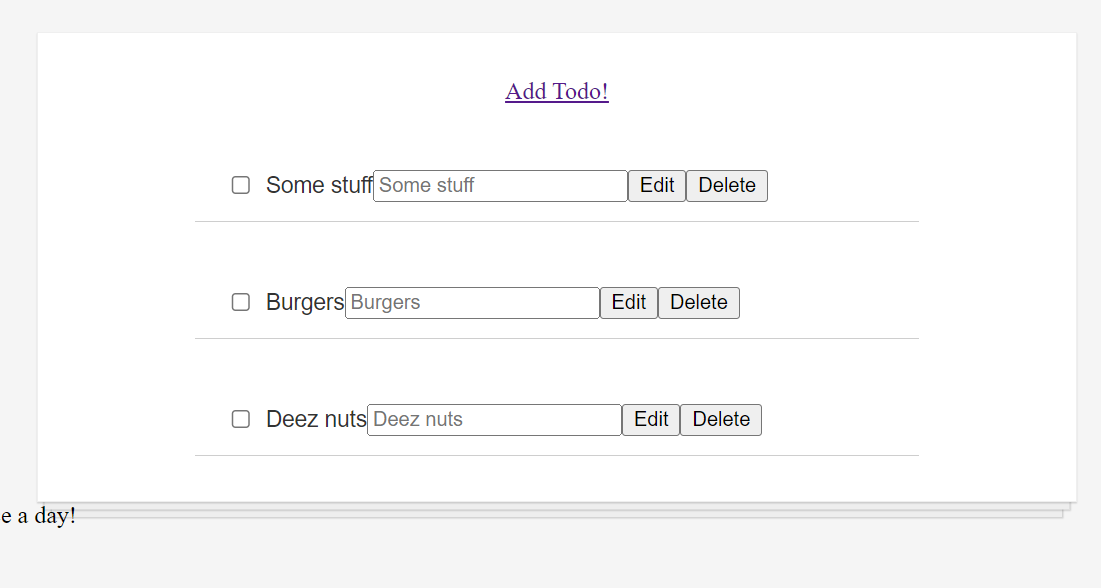 Add Todo!
Some stuff Some stuff Edit Delete
Burgers Burgers Edit Delete
Deez nuts Deez nuts Edit Delete
e a day!